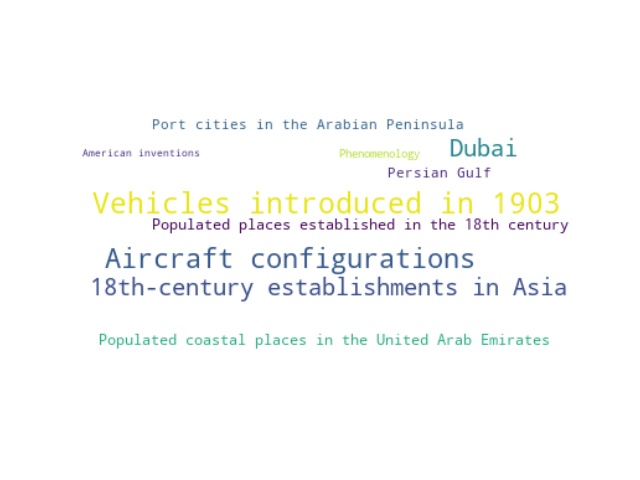 Port cities in the Arabian Peninsula
American inventions
Phenomenology
Dubai
Persian Gulf
Vehicles introduced in 1903
Populated places established in the 18th century
Aircraft configurations
18th-century establishments in Asia
Populated coastal places in the United Arab Emirates